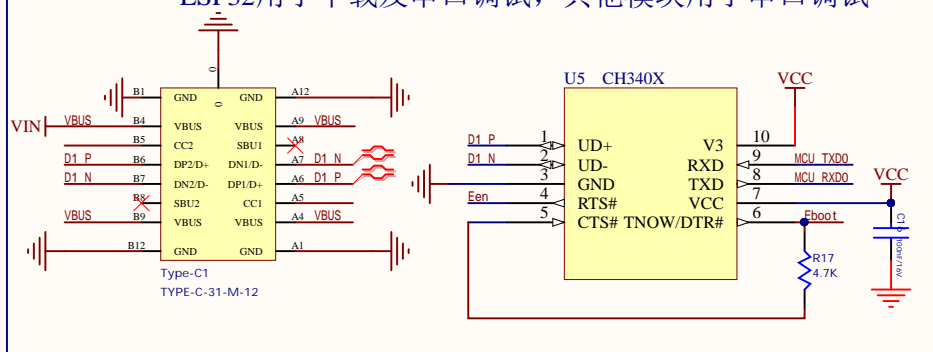 ESP32用于下载及串口调试，其他模块用于串口调试
0
0
B1 GND GND A12
VIN VBUS B4 VBUS VBUS A9 VBUS
B5 CC2 SBU1 A8
D1_P B6 DP2/D+ DN1/D- A7 D1_N
D1_N B7 DN2/D- DP1/D+ A6 D1_P
B8 SBU2 CC1 A5
VBUS B9 VBUS VBUS A4 VBUS
B12 GND GND A1
Type-C1
TYPE-C-31-M-12
U5 CH340X VCC
D1_P 1 UD+ V3 10
D1_N 2 UD- RXD 9 MCU_TXD0
3 GND TXD 8 MCU_RXD0
Een 4 RTS# VCC 7 VCC
5 CTS# TNOW/DTR# 6 Eboot
R17
4.7K
100nF/16V